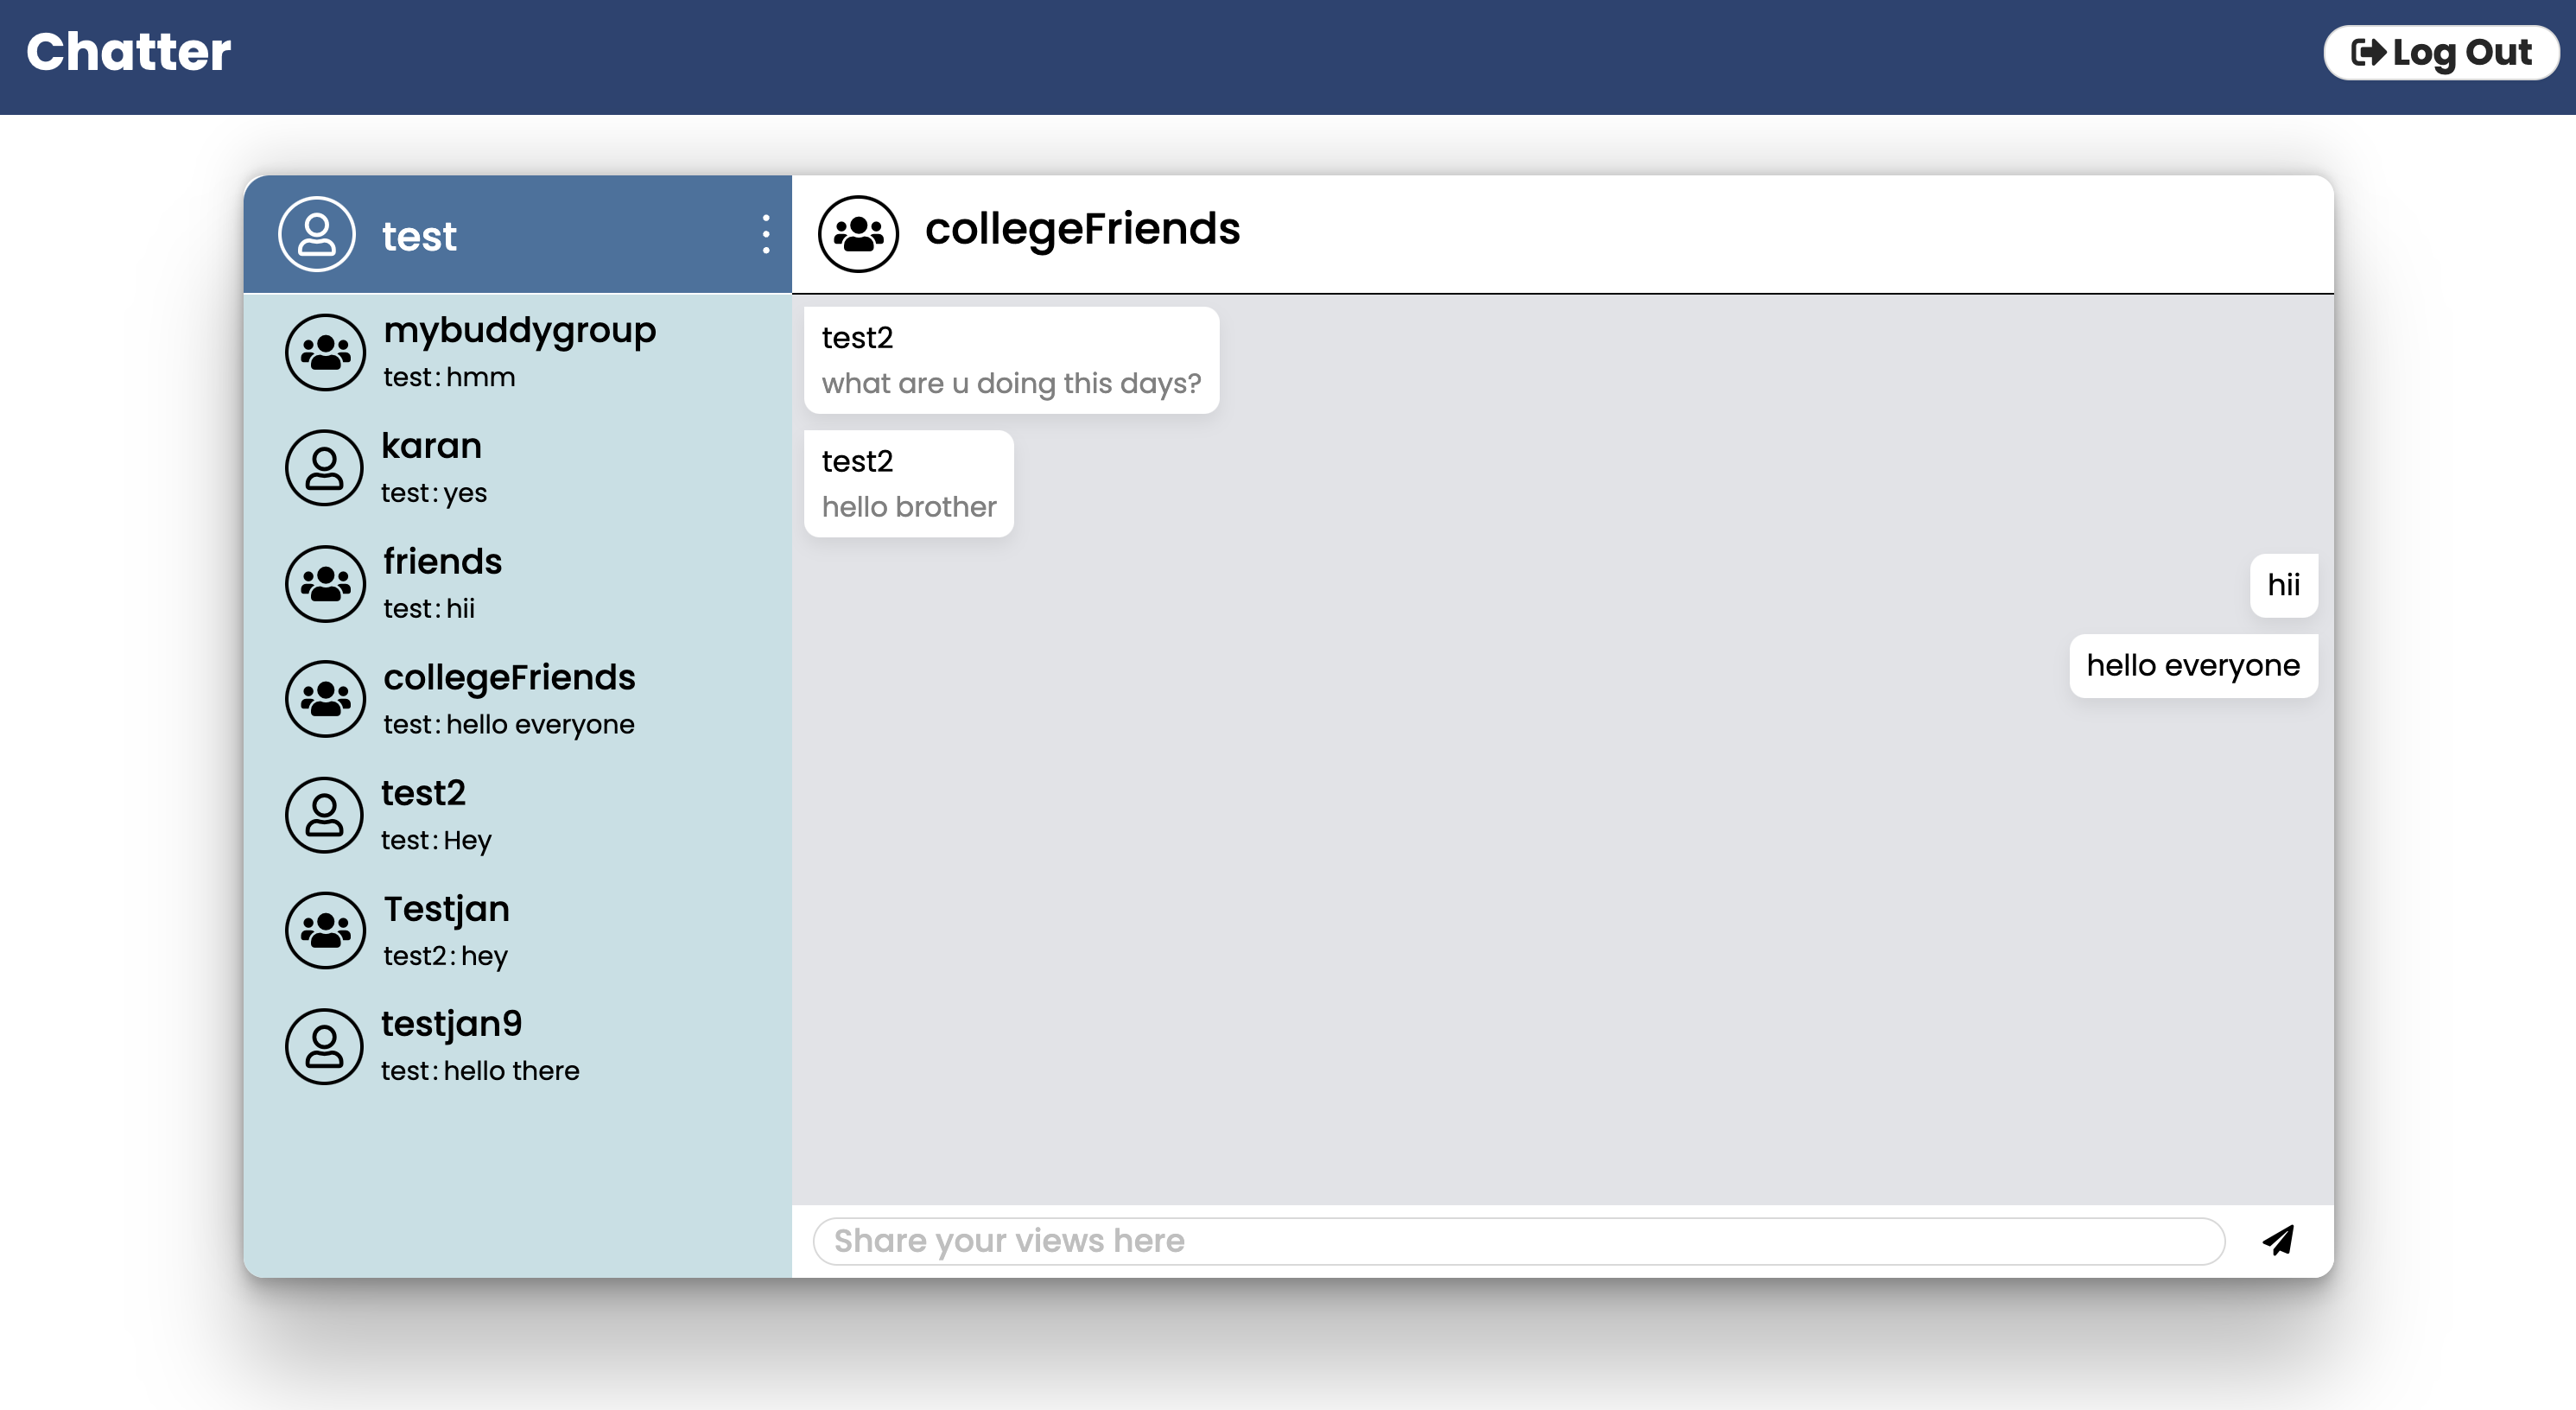 Chatter
Log Out
test
mybuddygroup
test: hmm
karan
test: yes
friends
test: hii
collegeFriends
test: hello everyone
test2
test: Hey
Testjan
test2: hey
testjan9
test: hello there
collegeFriends
test2
what are u doing this days?
test2
hello brother
hii
hello everyone
Share your views here